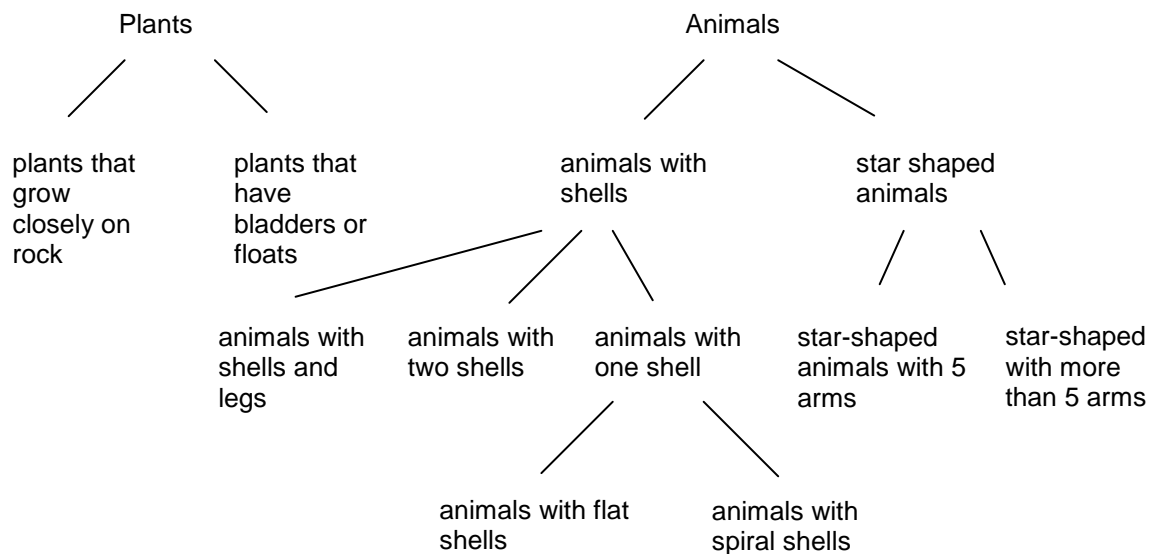 Plants
Animals
plants that
grow
closely on
rock
plants that
have
bladders or
floats
animals with
shells
star shaped
animals
animals with
shells and
legs
animals with
two shells
animals with
one shell
star-shaped
animals with 5
arms
star-shaped
with more
than 5 arms
animals with flat
shells
animals with
spiral shells